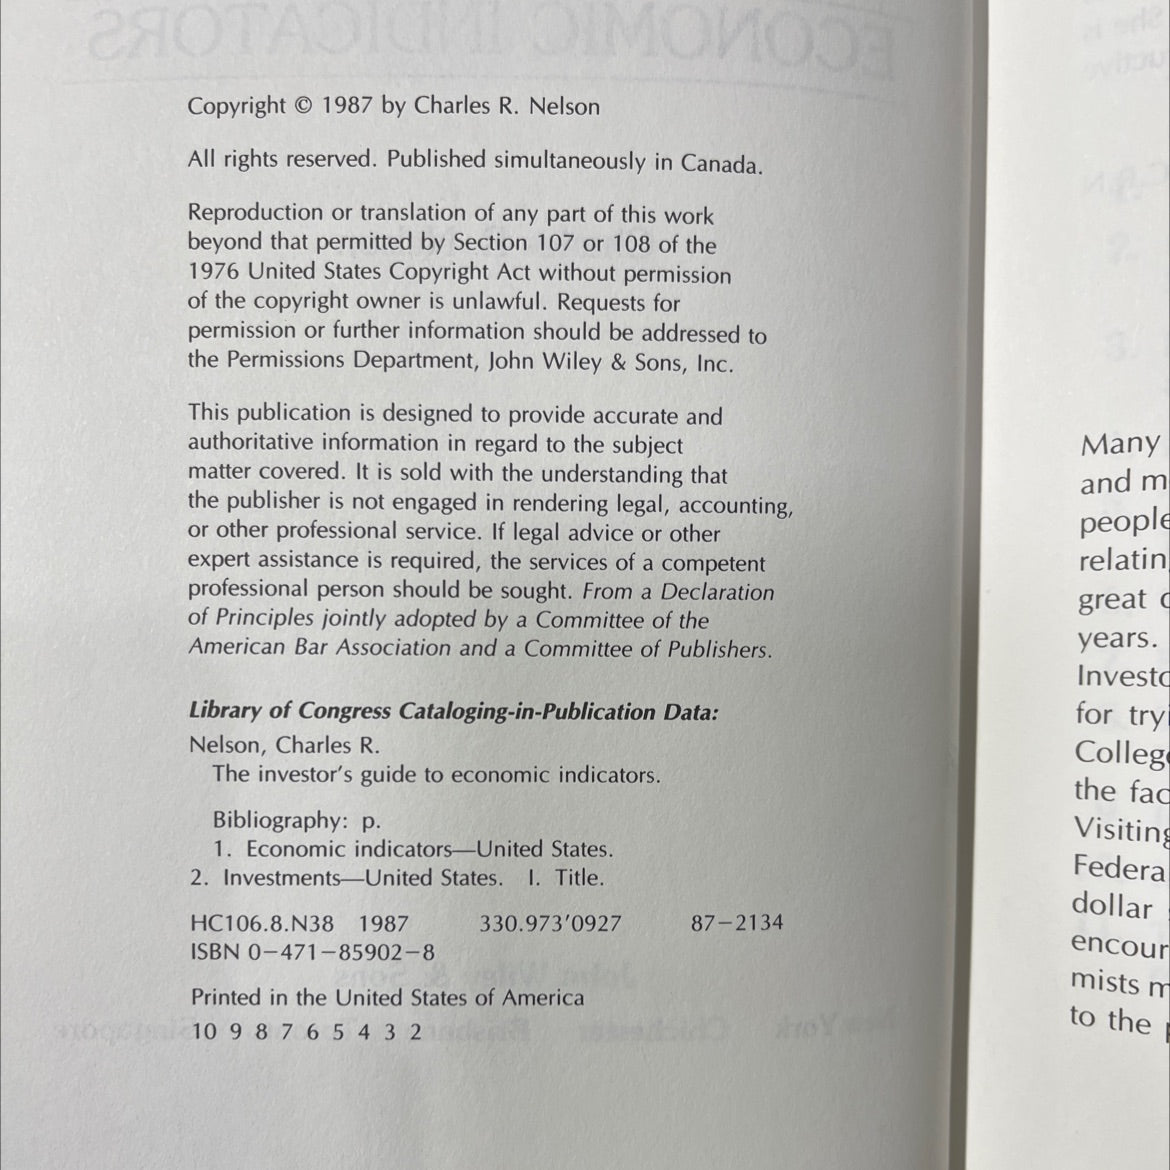 Copyright © 1987 by Charles R. Nelson
All rights reserved. Published simultaneously in Canada.
Reproduction or translation of any part of this work
beyond that permitted by Section 107 or 108 of the
1976 United States Copyright Act without permission
of the copyright owner is unlawful. Requests for
permission or further information should be addressed to
the Permissions Department, John Wiley & Sons, Inc.
This publication is designed to provide accurate and
authoritative information in regard to the subject
matter covered. It is sold with the understanding that
the publisher is not engaged in rendering legal, accounting,
or other professional service. If legal advice or other
expert assistance is required, the services of a competent
professional person should be sought. From a Declaration
of Principles jointly adopted by a Committee of the
American Bar Association and a Committee of Publishers.
Library of Congress Cataloging-in-Publication Data:
Nelson, Charles R.
The investor's guide to economic indicators.
Bibliography: p.
1. Economic indicators—United States.
2. Investments—United States. I. Title.
HC106.8.N38 1987 330.973′0927 87–2134
ISBN 0–471–85902–8
Printed in the United States of America
10 9 8 7 6 5 4 3 2
Many
and m
people
relatin
great
years.
Investo
for tryi
College
the fac
Visiting
Federa
dollar
encour
mists m
to the